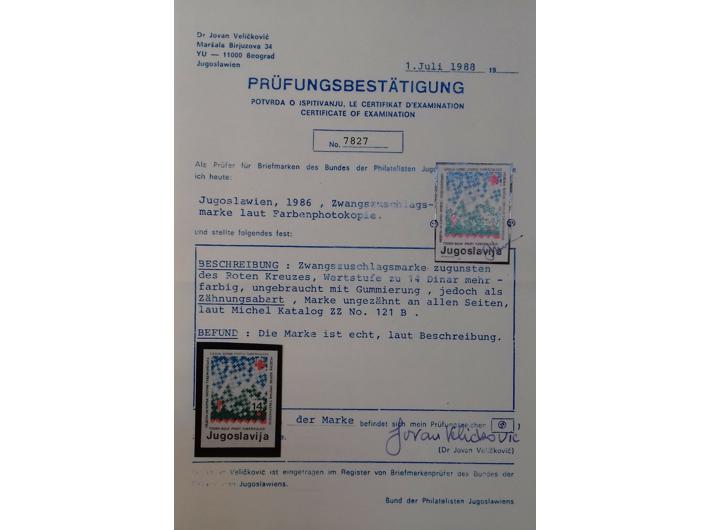 Dr Jovan Veličković
Maršala Birjuzova 34
YU — 11000 Beograd
Jugoslawien
1.Juli 1988 19
PRÜFUNGSBESTÄTIGUNG
POTVRDA O ISPITIVANJU, LE CERTIFIKAT D'EXAMINATION
CERTIFICATE OF EXAMINATION
No. 7827
Als Prüfer für Briefmarken des Bundes der Philatelisten
ich heute:
Jugoslawien, 1986 , Zwangszuschlags-
marke laut Farbenphotokopie.
Jugoslavija
und stellte folgendes fest:
BESCHREIBUNG : Zwangszuschlagsmarke zugunsten
des Roten Kreuzes, Wertstufe zu 14 Dinar mehr -
farbig, ungebraucht mit Gummierung , jedoch als
Zähnungsabart , Marke ungezähnt an allen Seiten,
laut Michel Katalog ZZ No. 121 B .
BEFUND : Die Marke ist echt, laut Beschreibung.
14
Jugoslavija
der Marke befindet sich mein Prüfungszeichen ( )
Jovan Veličković
(Dr Jovan Veličković)
Veličković ist eingetragen im Register von Briefmarkenprüfer des Bundes der
Jugoslawiens.
Bund der Philatelisten Jugoslawiens